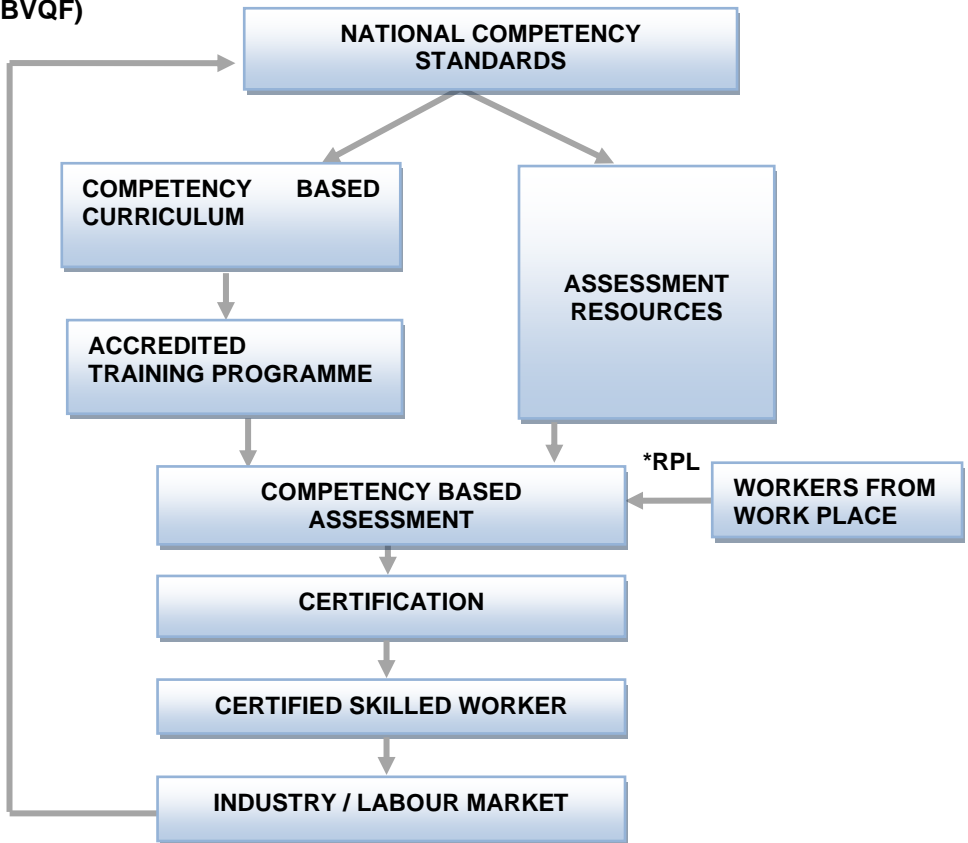 BVQF)
NATIONAL COMPETENCY
STANDARDS
COMPETENCY BASED
CURRICULUM
ASSESSMENT
RESOURCES
ACCREDITED
TRAINING PROGRAMME
*RPL
COMPETENCY BASED
ASSESSMENT
WORKERS FROM
WORK PLACE
CERTIFICATION
CERTIFIED SKILLED WORKER
INDUSTRY / LABOUR MARKET